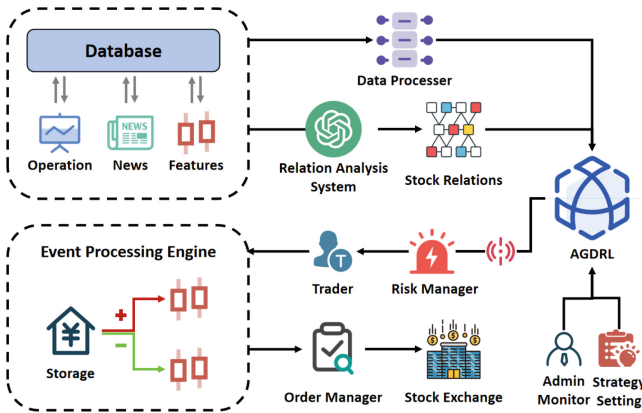 Database
Operation
NEWS
News
Features
Data Processer
Relation Analysis
System
Stock Relations
AGDRL
Event Processing Engine
¥
Storage
+
−
T
Trader
Risk Manager
Order Manager
$ $ $
Stock Exchange
Admin
Monitor
Strategy
Setting